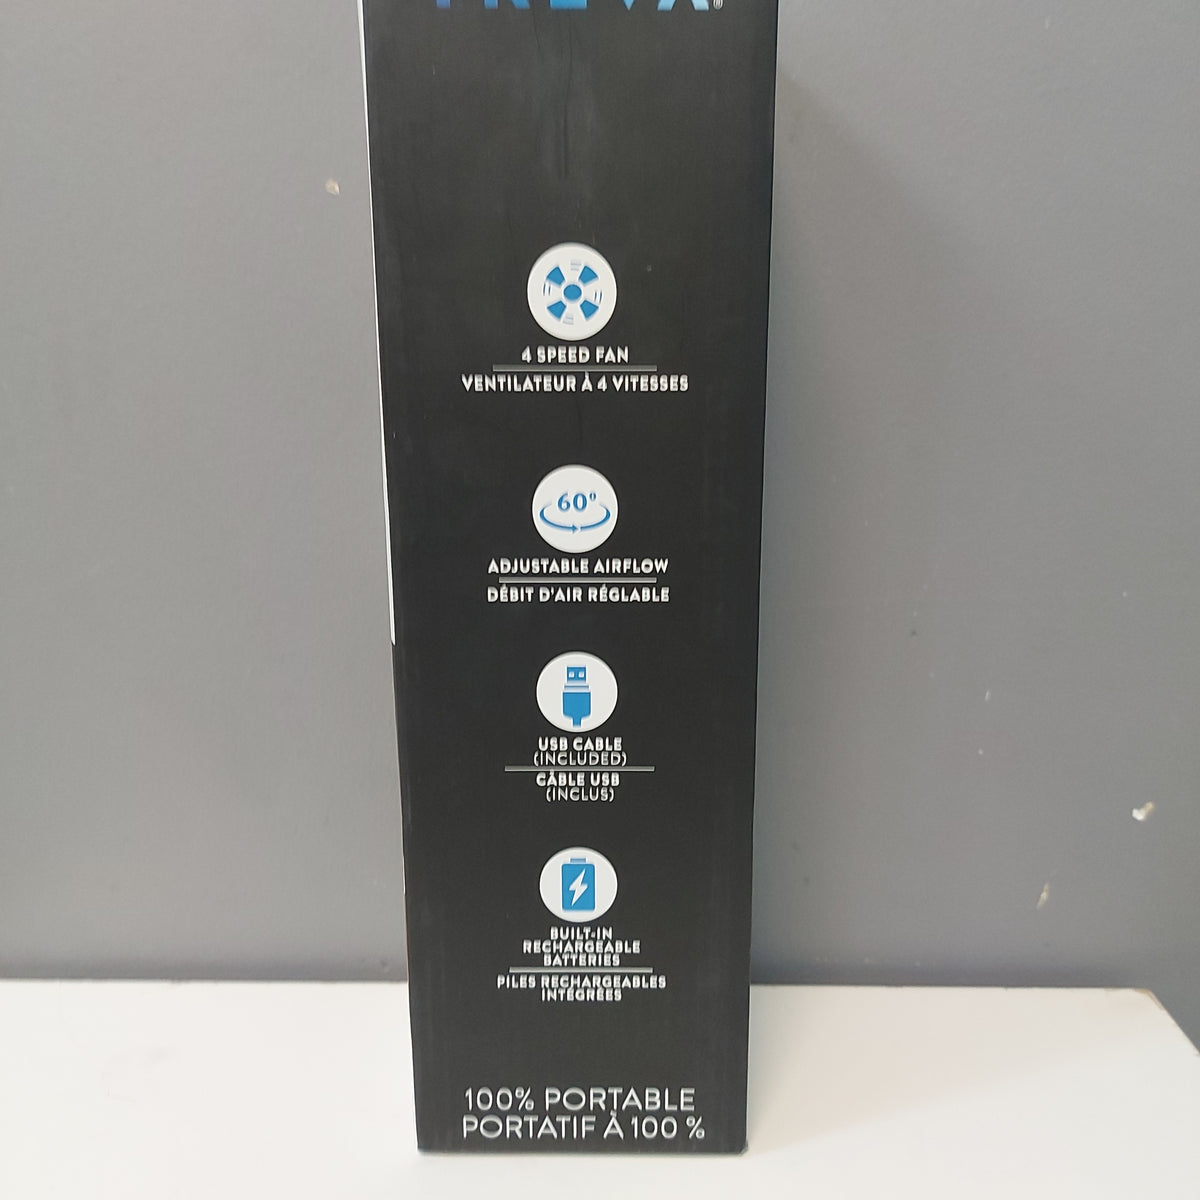 4 SPEED FAN
VENTILATEUR À 4 VITESSES
60°
ADJUSTABLE AIRFLOW
DÉBIT D'AIR RÉGLABLE
USB CABLE
(INCLUDED)
CÂBLE USB
(INCLUS)
BUILT-IN
RECHARGEABLE
BATTERIES
PILES RECHARGEABLES
INTÉGRÉES
100% PORTABLE
PORTATIF À 100 %